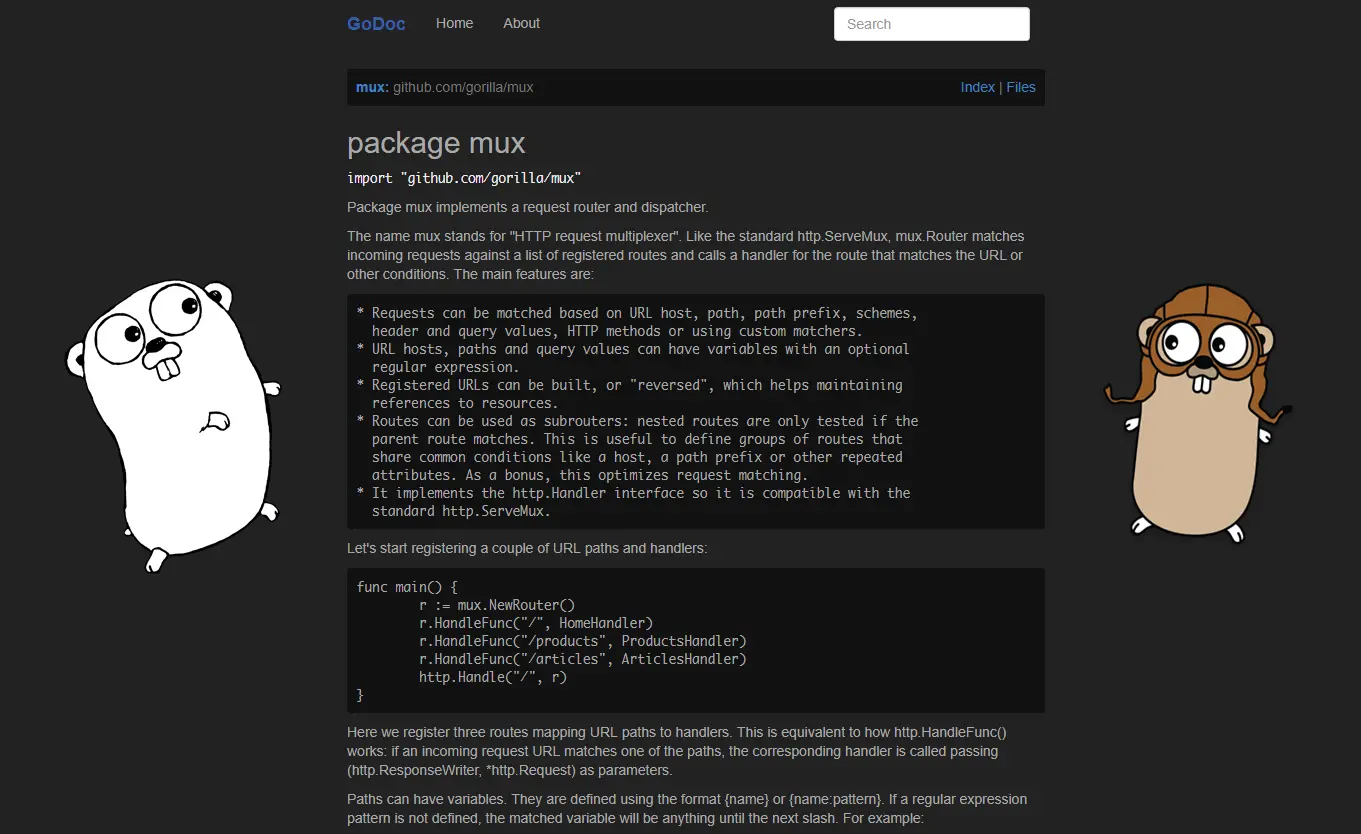 GoDoc Home About Search
mux: github.com/gorilla/mux Index | Files
package mux
import "github.com/gorilla/mux"
Package mux implements a request router and dispatcher.
The name mux stands for "HTTP request multiplexer". Like the standard http.ServeMux, mux.Router matches
incoming requests against a list of registered routes and calls a handler for the route that matches the URL or
other conditions. The main features are:
* Requests can be matched based on URL host, path, path prefix, schemes,
  header and query values, HTTP methods or using custom matchers.
* URL hosts, paths and query values can have variables with an optional
  regular expression.
* Registered URLs can be built, or "reversed", which helps maintaining
  references to resources.
* Routes can be used as subrouters: nested routes are only tested if the
  parent route matches. This is useful to define groups of routes that
  share common conditions like a host, a path prefix or other repeated
  attributes. As a bonus, this optimizes request matching.
* It implements the http.Handler interface so it is compatible with the
  standard http.ServeMux.
Let's start registering a couple of URL paths and handlers:
func main() {
        r := mux.NewRouter()
        r.HandleFunc("/", HomeHandler)
        r.HandleFunc("/products", ProductsHandler)
        r.HandleFunc("/articles", ArticlesHandler)
        http.Handle("/", r)
}
Here we register three routes mapping URL paths to handlers. This is equivalent to how http.HandleFunc()
works: if an incoming request URL matches one of the paths, the corresponding handler is called passing
(http.ResponseWriter, *http.Request) as parameters.
Paths can have variables. They are defined using the format {name} or {name:pattern}. If a regular expression
pattern is not defined, the matched variable will be anything until the next slash. For example: